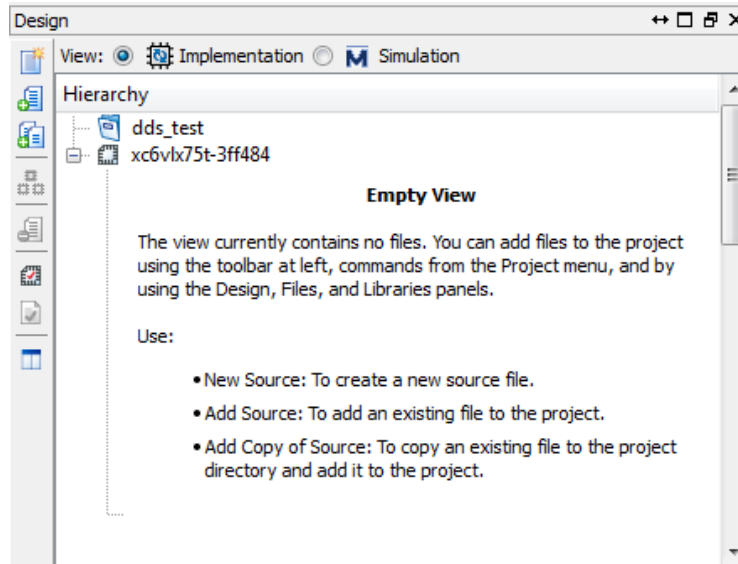 Design
View: Implementation Simulation
Hierarchy
dds_test
xc6vlx75t-3ff484
Empty View
The view currently contains no files. You can add files to the project
using the toolbar at left, commands from the Project menu, and by
using the Design, Files, and Libraries panels.
Use:
•New Source: To create a new source file.
•Add Source: To add an existing file to the project.
•Add Copy of Source: To copy an existing file to the project
directory and add it to the project.